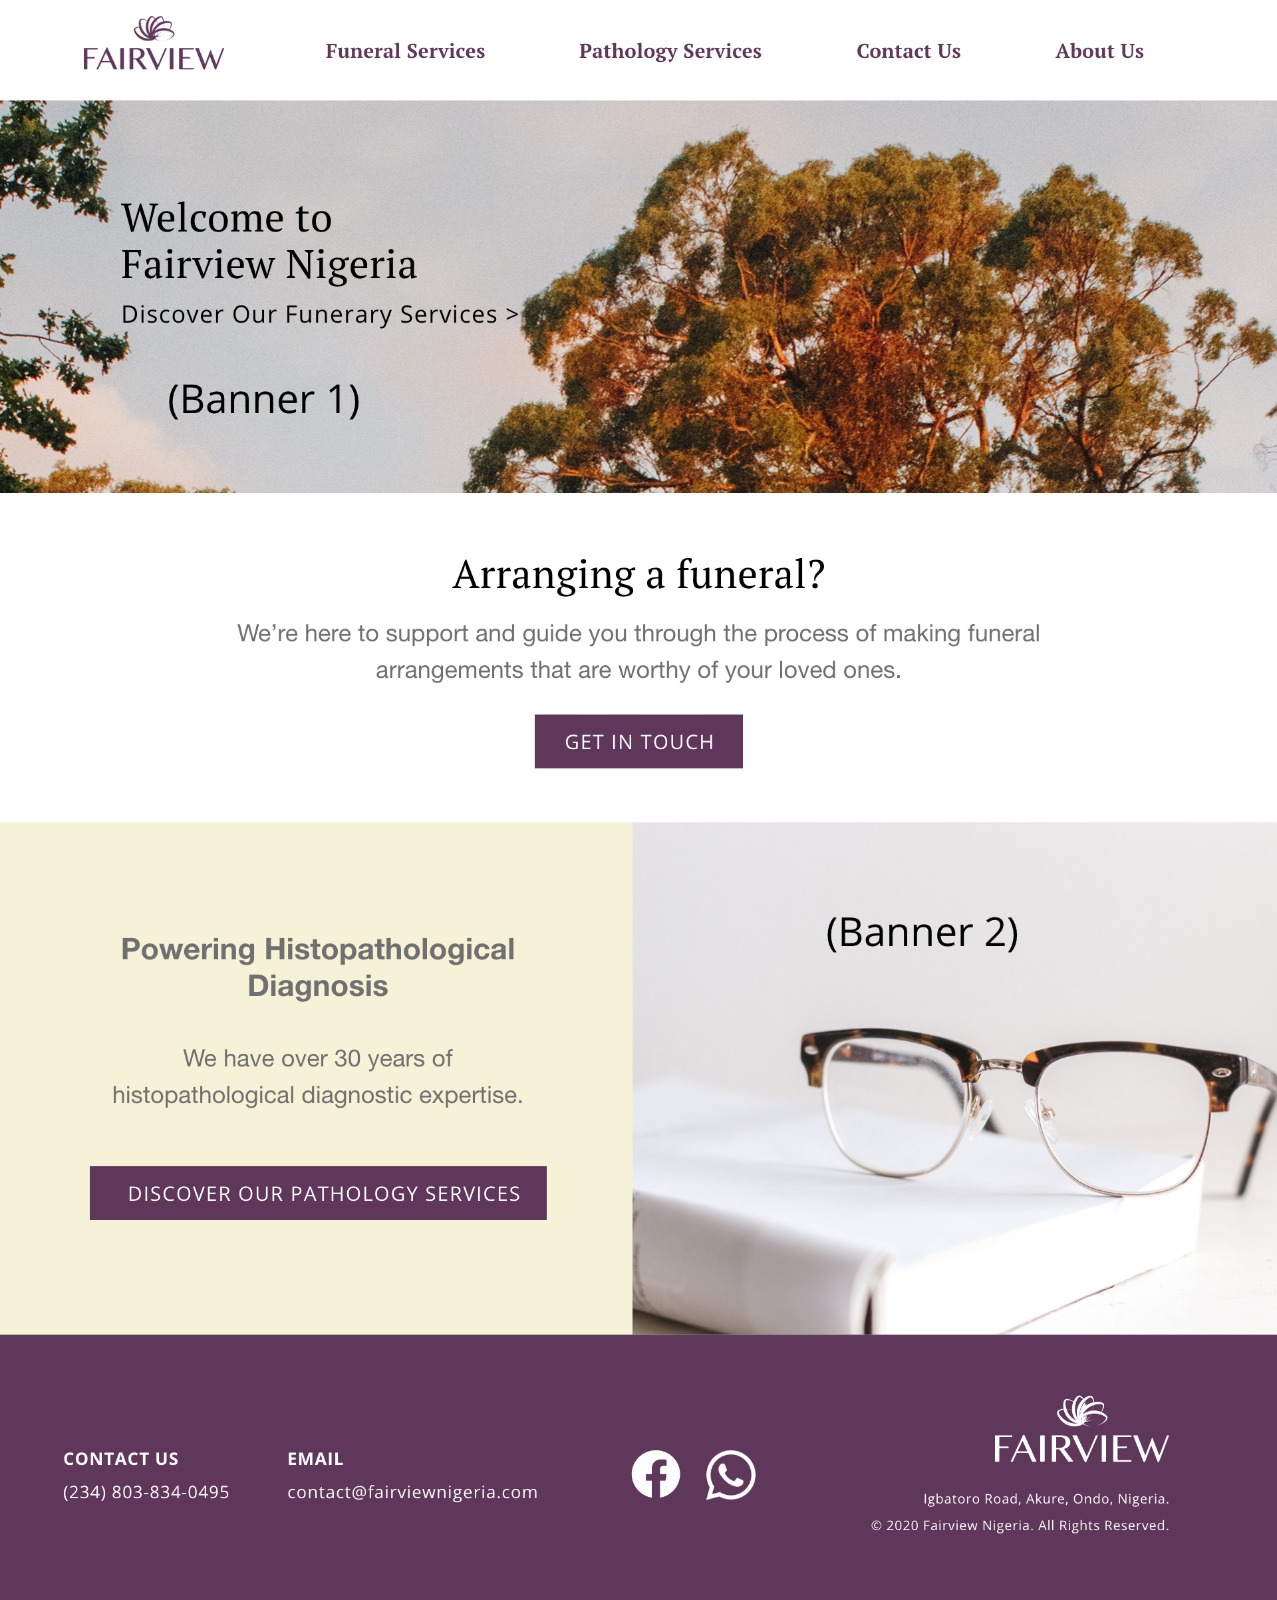 FAIRVIEW
Funeral Services
Pathology Services
Contact Us
About Us
Welcome to
Fairview Nigeria
Discover Our Funerary Services >
(Banner 1)
Arranging a funeral?
We’re here to support and guide you through the process of making funeral
arrangements that are worthy of your loved ones.
GET IN TOUCH
Powering Histopathological
Diagnosis
We have over 30 years of
histopathological diagnostic expertise.
DISCOVER OUR PATHOLOGY SERVICES
(Banner 2)
CONTACT US
(234) 803-834-0495
EMAIL
contact@fairviewnigeria.com
FAIRVIEW
Igbatoro Road, Akure, Ondo, Nigeria.
© 2020 Fairview Nigeria. All Rights Reserved.